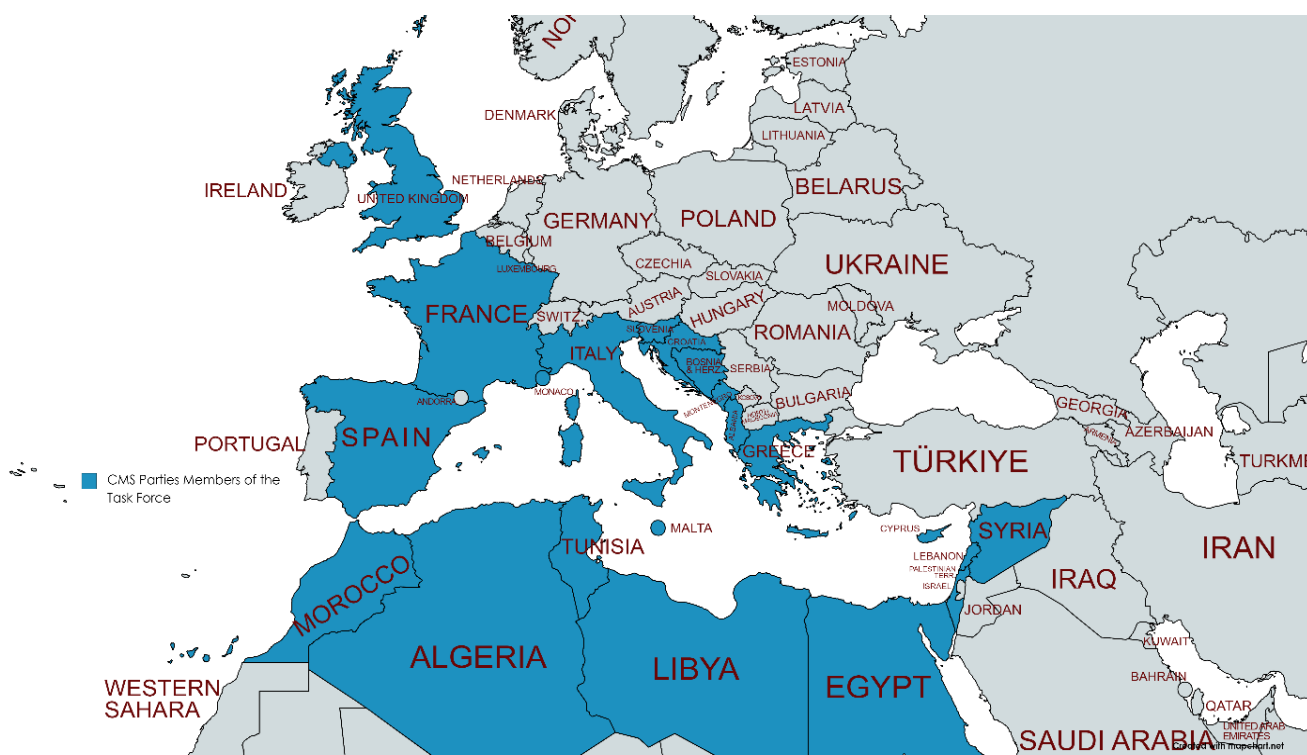 NOR
ESTONIA
DENMARK
LATVIA
LITHUANIA
IRELAND
UNITED KINGDOM
NETHERLANDS
BELARUS
GERMANY
POLAND
BELGIUM
LUXEMBOURG
CZECHIA
SLOVAKIA
UKRAINE
FRANCE
SWITZ.
AUSTRIA
HUNGARY
MOLDOVA
ROMANIA
SLOVENIA
CROATIA
ITALY
BOSNIA
& HERZ.
SERBIA
MONACO
ANDORRA
MONTENEGRO
KOSOVO
BULGARIA
NORTH
MACEDONIA
ALBANIA
GEORGIA
ARMENIA
AZERBAIJAN
PORTUGAL
SPAIN
GREECE
TÜRKIYE
TURKME
CMS Parties Members of the
Task Force
MALTA
CYPRUS
SYRIA
TUNISIA
LEBANON
PALESTINIAN
TERR.
ISRAEL
IRAQ
IRAN
MOROCCO
JORDAN
ALGERIA
LIBYA
EGYPT
KUWAIT
BAHRAIN
WESTERN
SAHARA
QATAR
UNITED ARAB
EMIRATES
SAUDI ARABIA
Created with mapchart.net